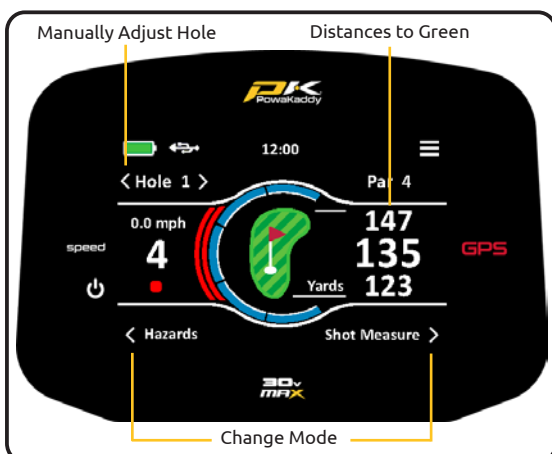 Manually Adjust Hole
Distances to Green
PK
PowaKaddy
12:00
< Hole 1 >
Par 4
0.0 mph
147
speed
4
135
GPS
Yards
123
< Hazards
Shot Measure >
30v
MAX
Change Mode